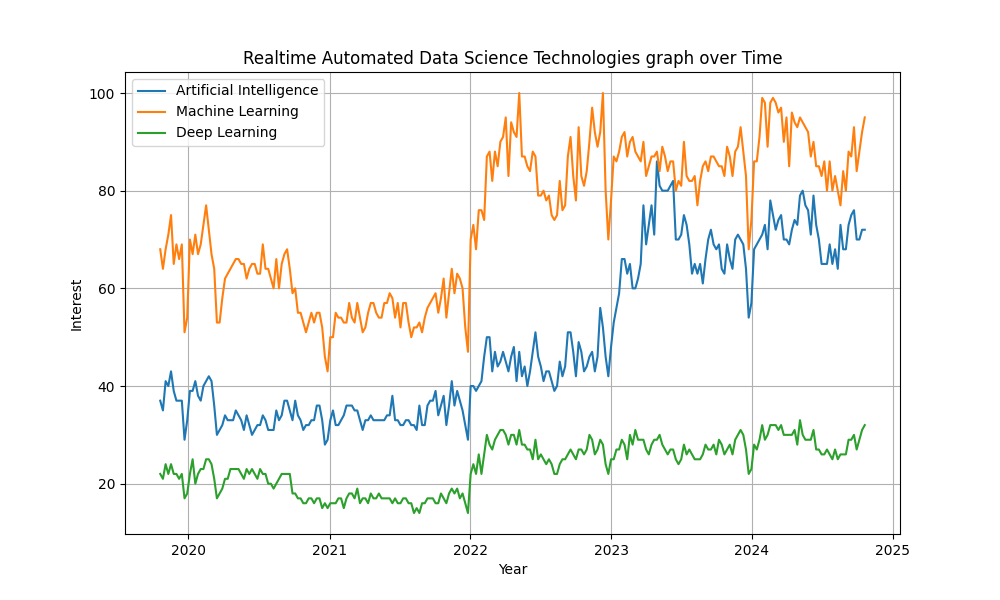 Realtime Automated Data Science Technologies graph over Time
Artificial Intelligence
Machine Learning
Deep Learning
100
80
60
40
20
Interest
2020 2021 2022 2023 2024 2025
Year